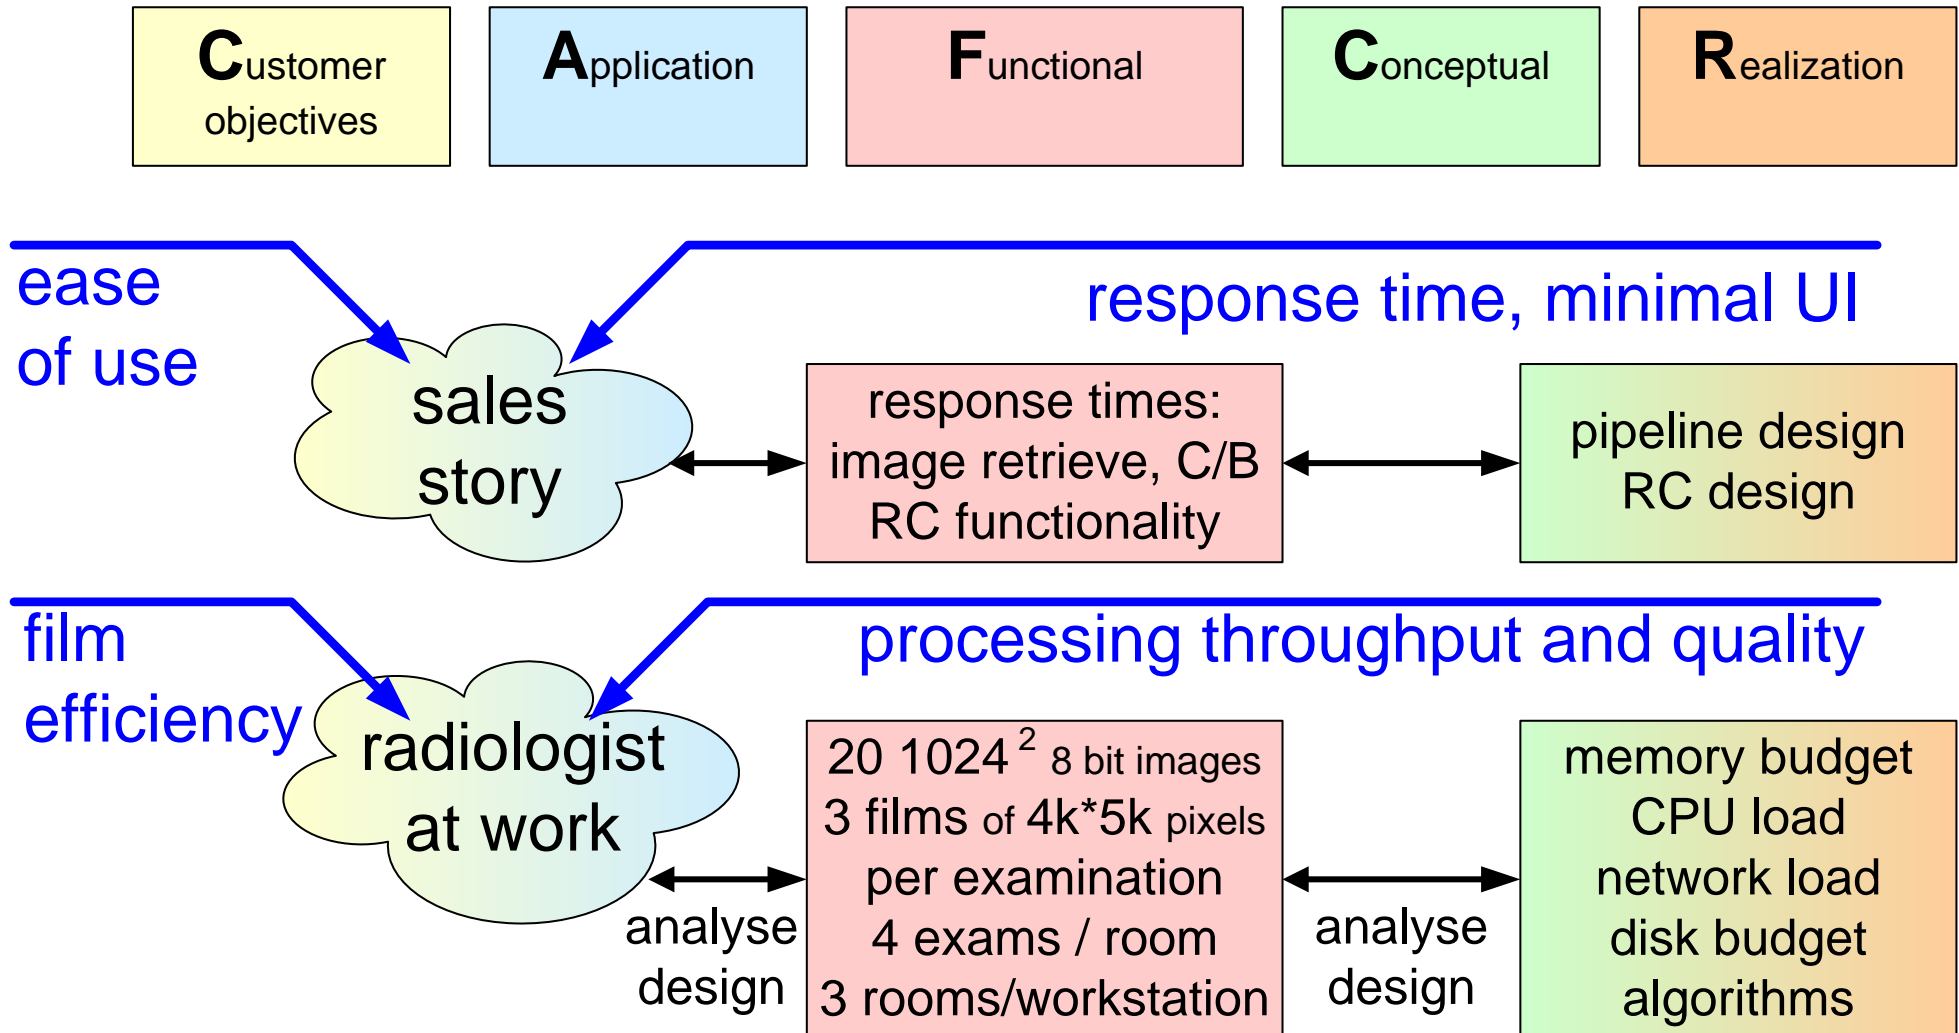 Customer
objectives
Application
Functional
Conceptual
Realization
ease
of use
response time, minimal UI
sales
story
response times:
image retrieve, C/B
RC functionality
pipeline design
RC design
film
efficiency
processing throughput and quality
radiologist
at work
analyse
design
20 1024² 8 bit images
3 films of 4k*5k pixels
per examination
4 exams / room
3 rooms/workstation
analyse
design
memory budget
CPU load
network load
disk budget
algorithms